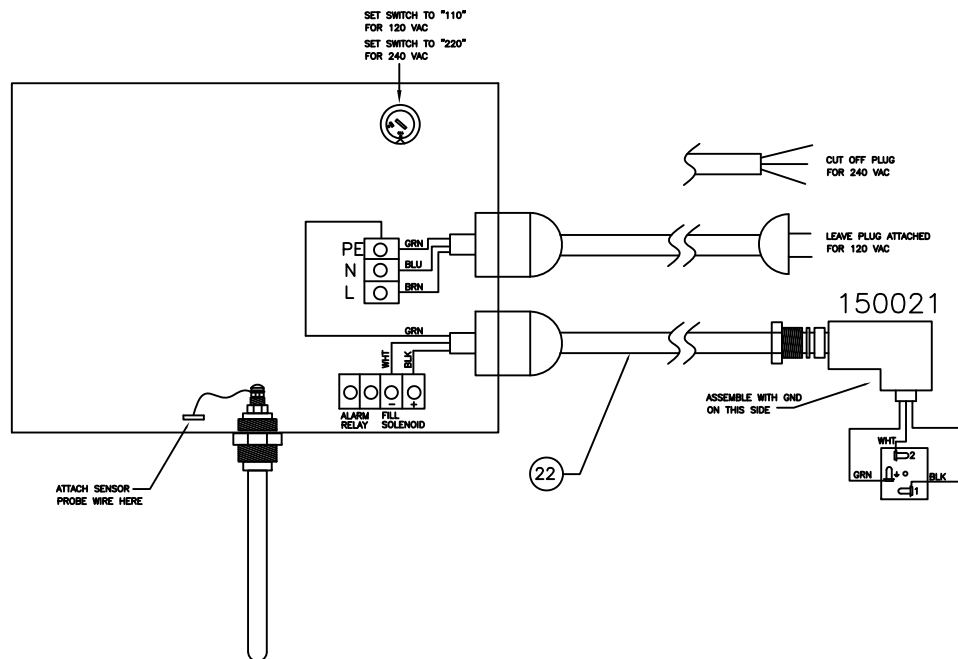 SET SWITCH TO "110"
FOR 120 VAC
SET SWITCH TO "220"
FOR 240 VAC
CUT OFF PLUG
FOR 240 VAC
LEAVE PLUG ATTACHED
FOR 120 VAC
PE
N
L
GRN
BLU
BRN
150021
GRN
WHT
BLK
- +
ALARM
RELAY
FILL
SOLENOID
ASSEMBLE WITH GND
ON THIS SIDE
22
ATTACH SENSOR
PROBE WIRE HERE
WHT
2
GRN
BLK
1